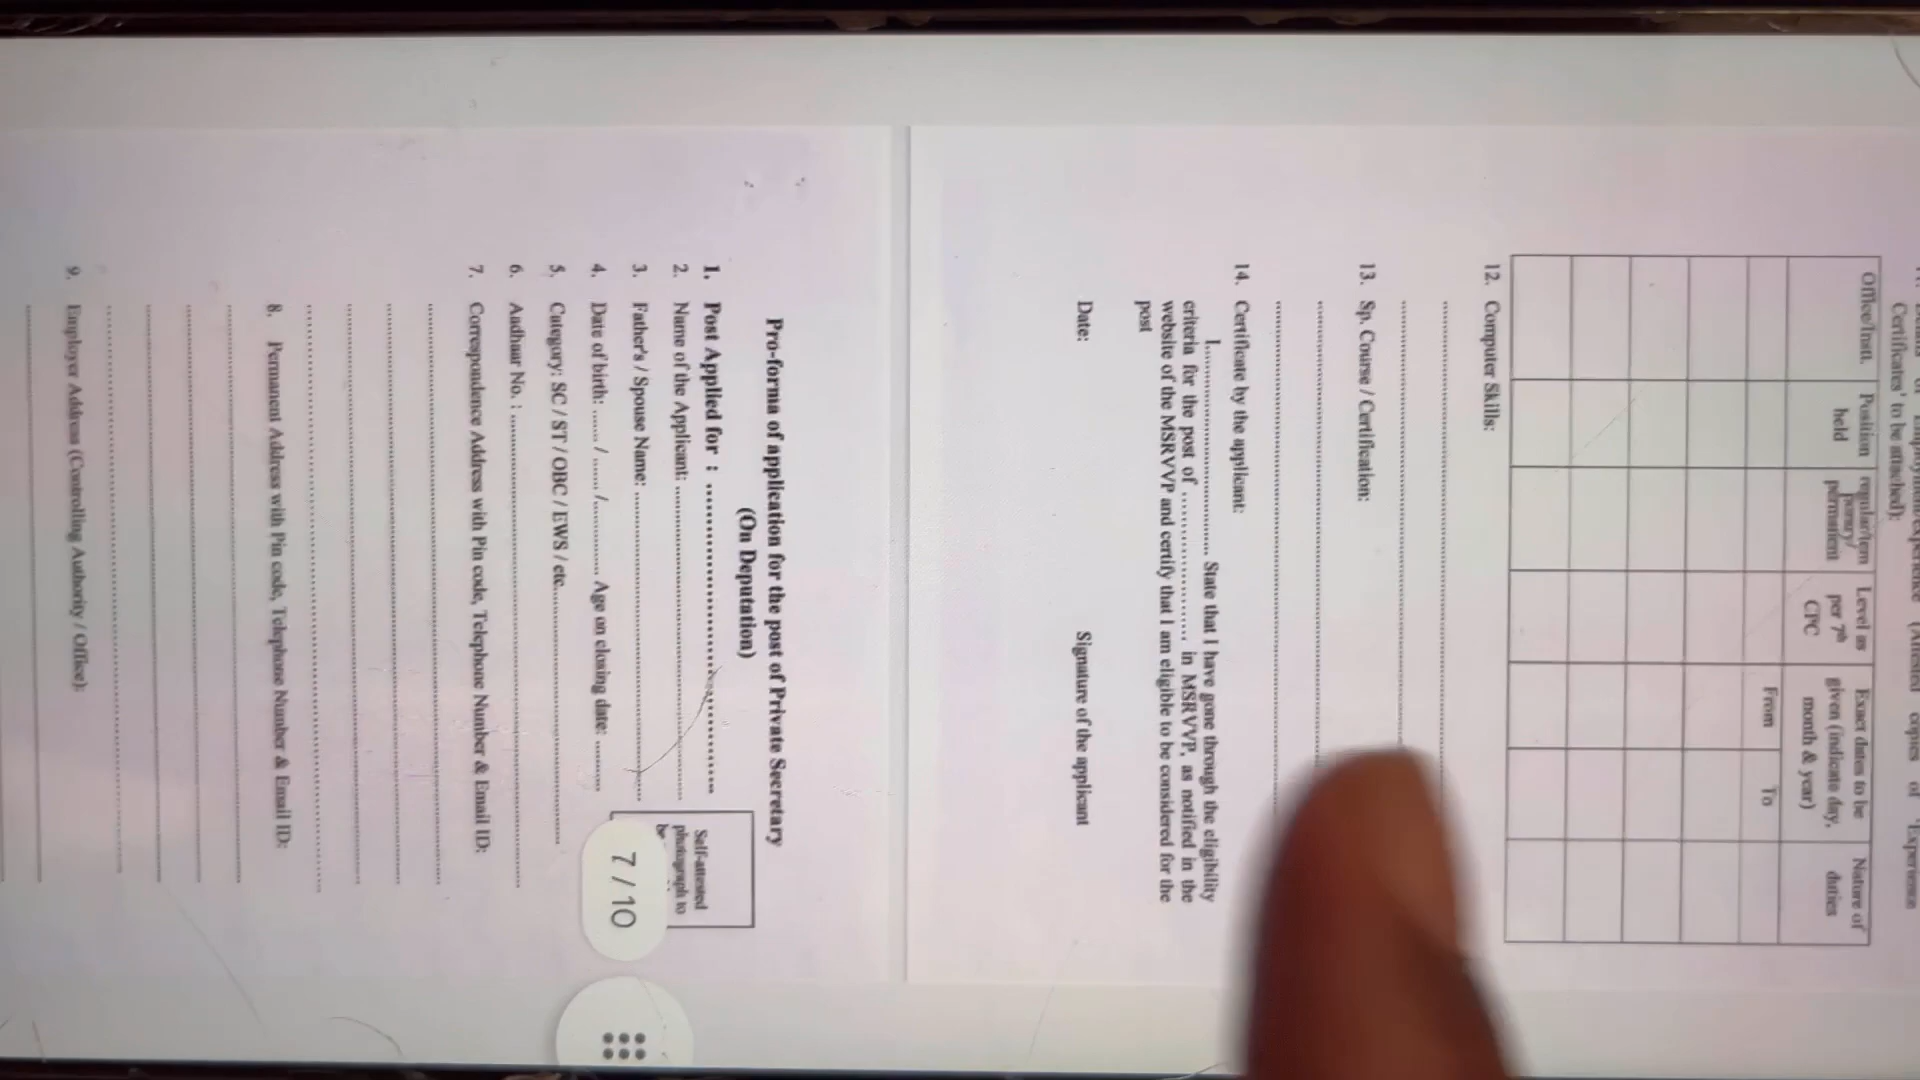 Certificates' to be attached):
Office/Instt.
Position held
regular/tem
porary/
permanent
Level as per 7th CPC
Exact dates to be given (indicate day, month & year)
From
To
Nature of duties
12. Computer Skills:
13. Sp. Course / Certification:
14. Certificate by the applicant:
I............................ State that I have gone through the eligibility
criteria for the post of .................... in MSRVVP, as notified in the
website of the MSRVVP and certify that I am eligible to be considered for the
post
Date:
Signature of the applicant
Pro-forma of application for the post of Private Secretary
(On Deputation)
Self-attested
photograph to
be
1. Post Applied for : ........................................
2. Name of the Applicant: ........................................
3. Father's / Spouse Name: ........................................
4. Date of birth: ...... / ...... /............ Age on closing date: .........
5. Category: SC / ST / OBC / EWS / etc........................................
6. Aadhaar No. : ........................................
7. Correspondence Address with Pin code, Telephone Number & Email ID:
8. Permanent Address with Pin code, Telephone Number & Email ID:
9. Employer Address (Controlling Authority / Office):
7 / 10